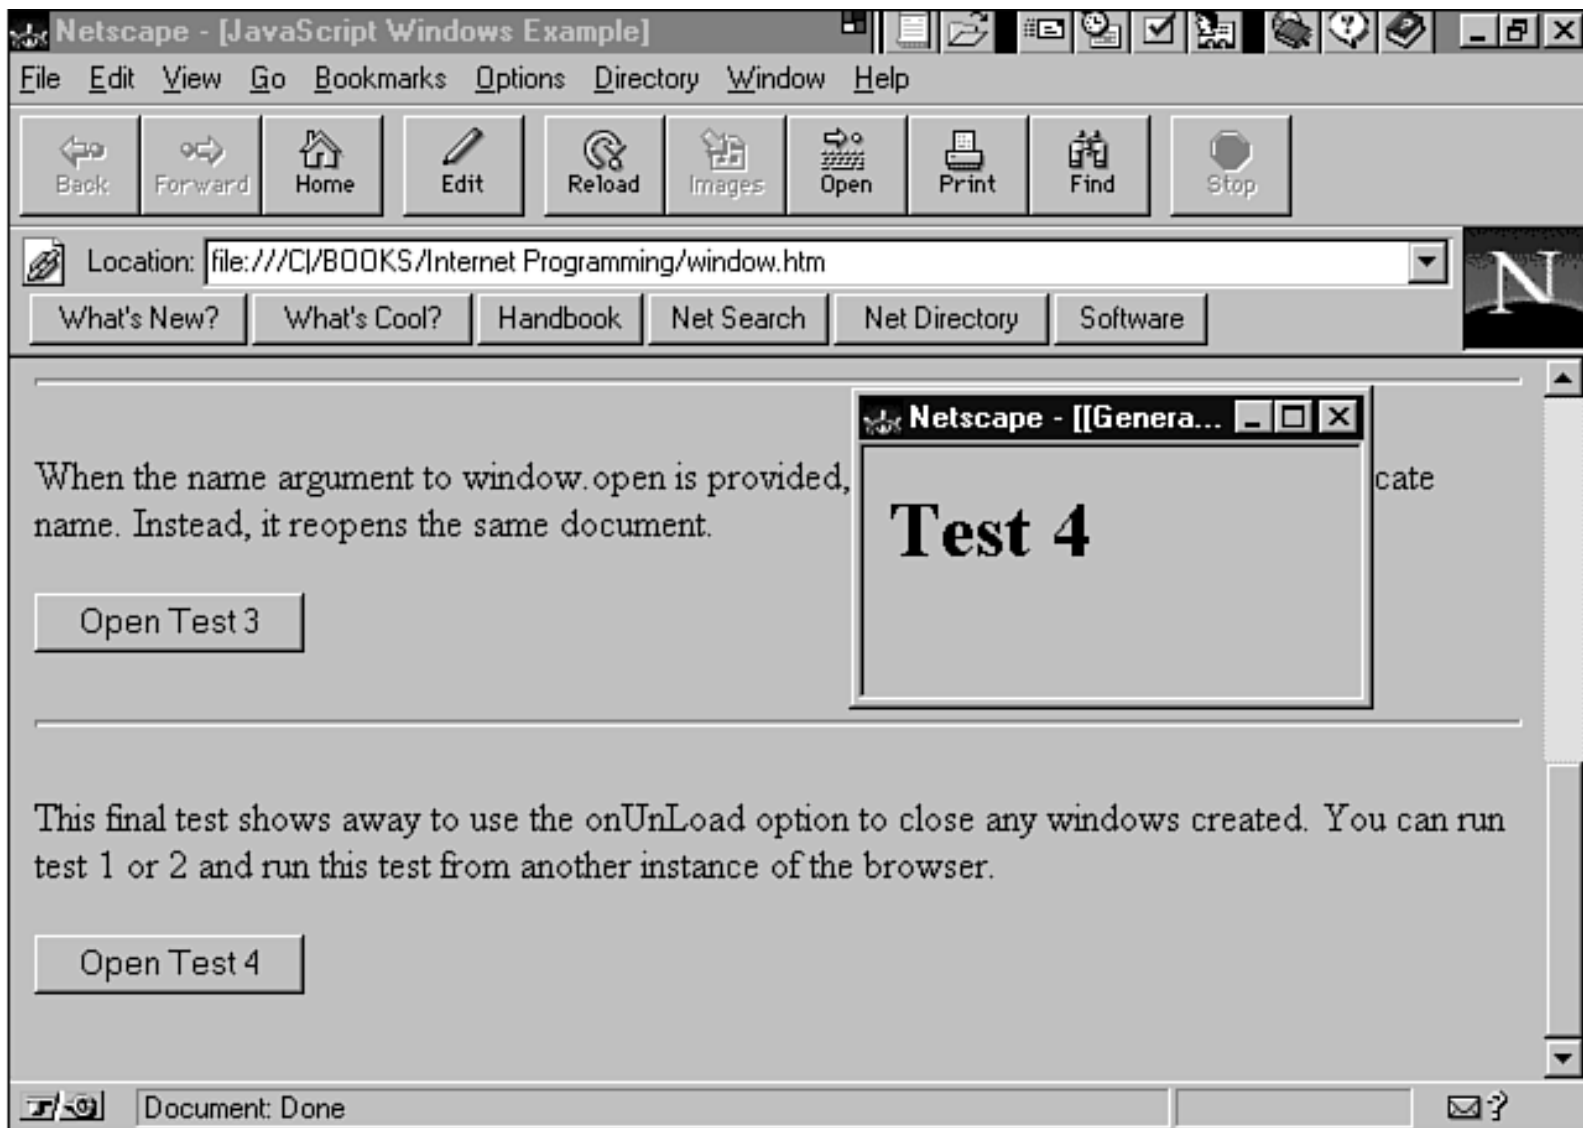 Netscape - [JavaScript Windows Example]
File Edit View Go Bookmarks Options Directory Window Help
Back Forward Home Edit Reload Images Open Print Find Stop
Location: file:///C|/BOOKS/Internet Programming/window.htm
N
What's New? What's Cool? Handbook Net Search Net Directory Software
Netscape - [[Genera...
Test 4
When the name argument to window.open is provided, cate
name. Instead, it reopens the same document.
Open Test 3
This final test shows away to use the onUnLoad option to close any windows created. You can run
test 1 or 2 and run this test from another instance of the browser.
Open Test 4
Document: Done